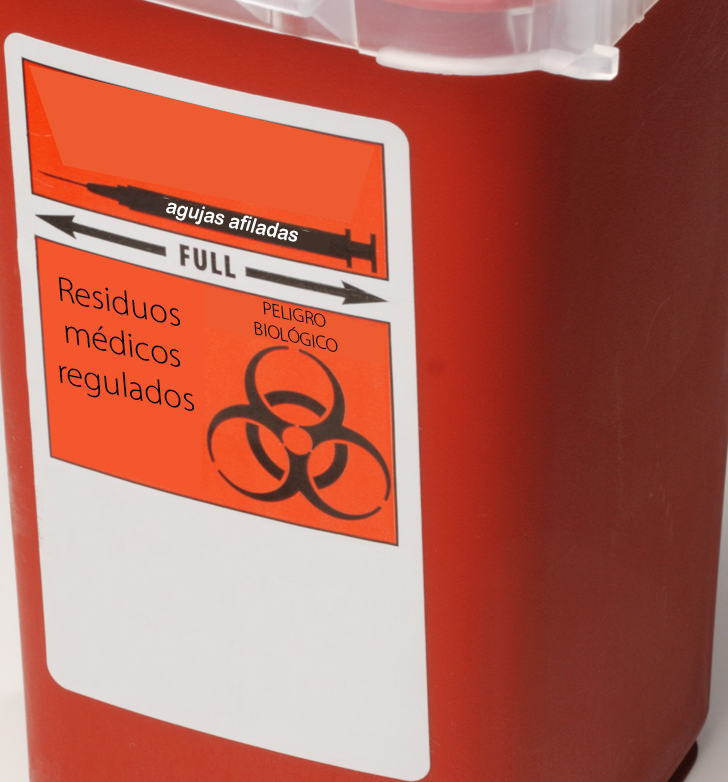 agujas afiladas
FULL
Residuos
médicos
regulados
PELIGRO
BIOLÓGICO